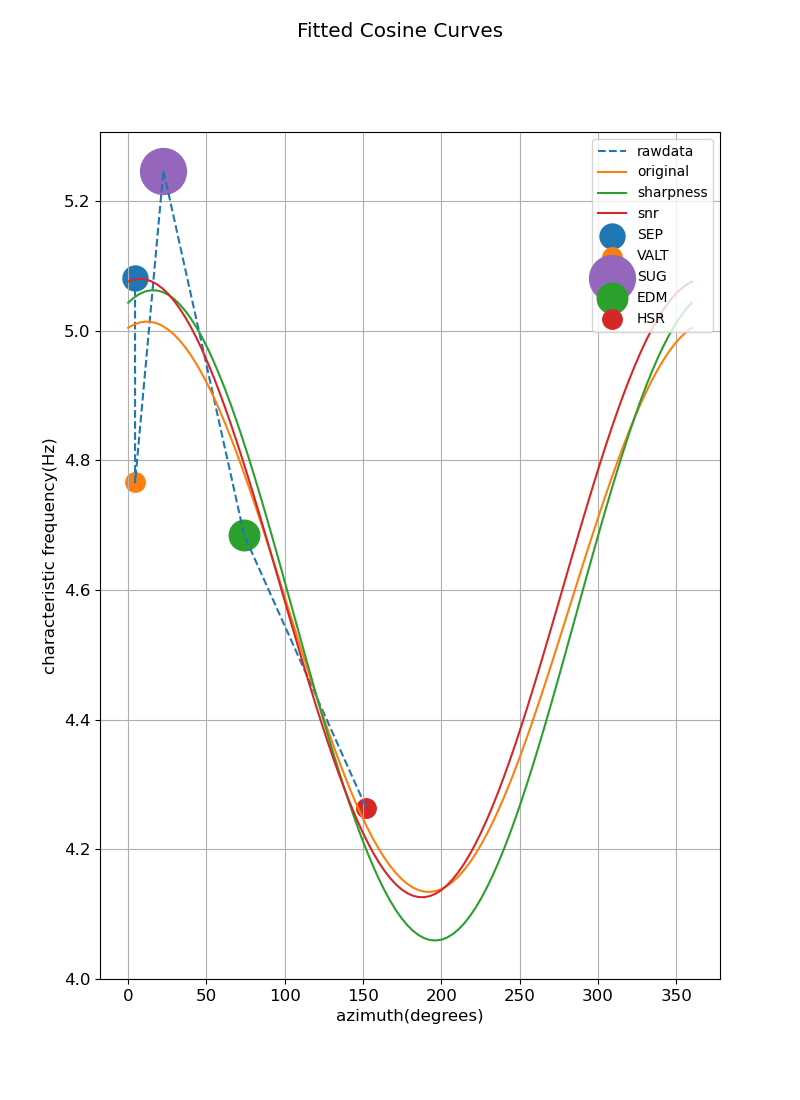 Fitted Cosine Curves
rawdata
original
sharpness
snr
SEP
VALT
SUG
EDM
HSR
characteristic frequency(Hz)
5.2
5.0
4.8
4.6
4.4
4.2
4.0
0 50 100 150 200 250 300 350
azimuth(degrees)